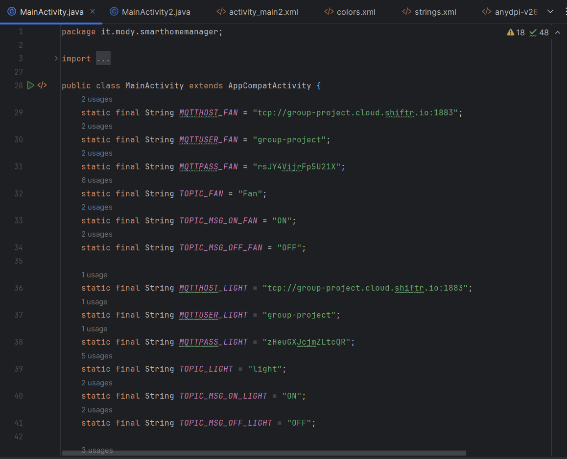 MainActivity.java × MainActivity2.java activity_main2.xml colors.xml strings.xml anydpi-v26
1 package it.mody.smarthomemanager; 18 48
2
3 import ...
27
28 public class MainActivity extends AppCompatActivity {
2 usages
29 static final String MQTTHOST_FAN = "tcp://group-project.cloud.shiftr.io:1883";
2 usages
30 static final String MQTTUSER_FAN = "group-project";
2 usages
31 static final String MQTTPASS_FAN = "rsJY4VijrFp5U21X";
6 usages
32 static final String TOPIC_FAN = "Fan";
2 usages
33 static final String TOPIC_MSG_ON_FAN = "ON";
2 usages
34 static final String TOPIC_MSG_OFF_FAN = "OFF";
35
1 usage
36 static final String MQTTHOST_LIGHT = "tcp://group-project.cloud.shiftr.io:1883";
1 usage
37 static final String MQTTUSER_LIGHT = "group-project";
1 usage
38 static final String MQTTPASS_LIGHT = "zHeuGXJcjmZLtcQR";
5 usages
39 static final String TOPIC_LIGHT = "light";
2 usages
40 static final String TOPIC_MSG_ON_LIGHT = "ON";
2 usages
41 static final String TOPIC_MSG_OFF_LIGHT = "OFF";
42
3 usages